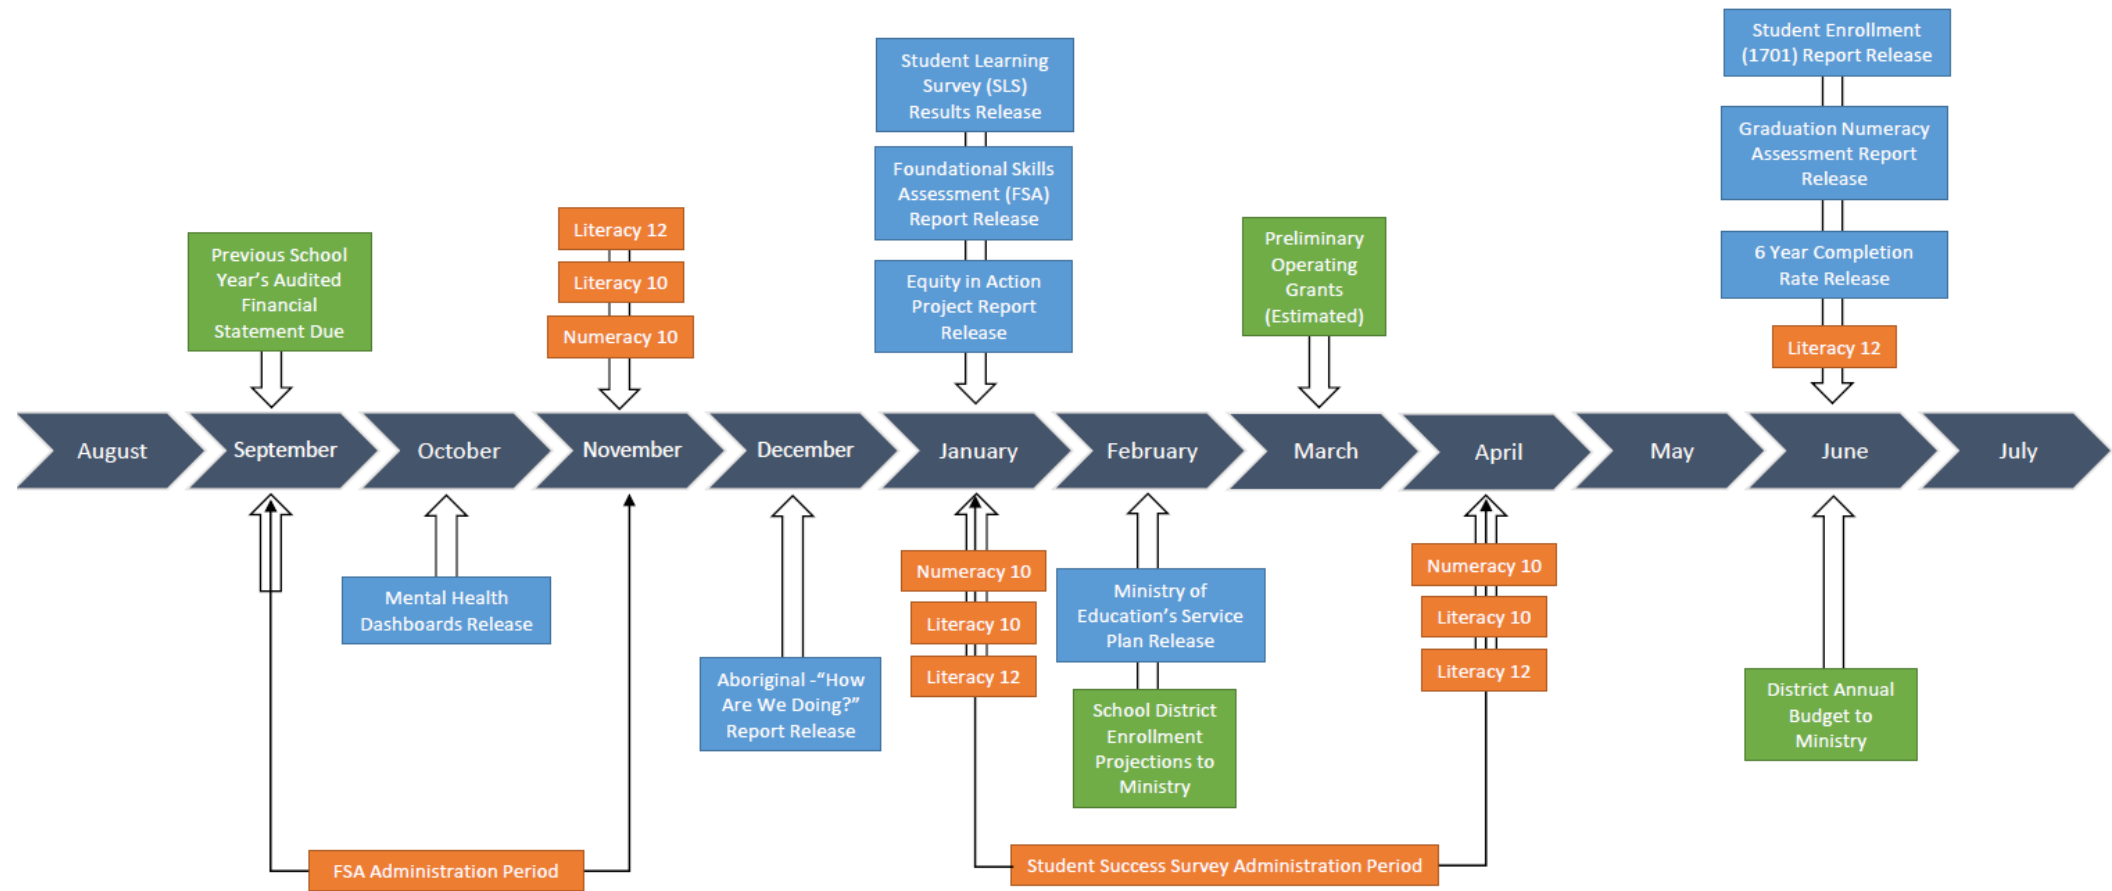 Student Enrollment
(1701) Report Release
Student Learning
Survey (SLS)
Results Release
Graduation Numeracy
Assessment Report
Release
Foundational Skills
Assessment (FSA)
Report Release
Literacy 12
Preliminary
Operating
Grants
(Estimated)
Previous School
Year’s Audited
Financial
Statement Due
6 Year Completion
Rate Release
Literacy 10
Equity in Action
Project Report
Release
Numeracy 10
Literacy 12
August
September
October
November
December
January
February
March
April
May
June
July
Numeracy 10
Literacy 10
Literacy 12
Numeracy 10
Literacy 10
Literacy 12
Mental Health
Dashboards Release
Ministry of
Education’s Service
Plan Release
Aboriginal -“How
Are We Doing?”
Report Release
School District
Enrollment
Projections to
Ministry
District Annual
Budget to
Ministry
FSA Administration Period
Student Success Survey Administration Period